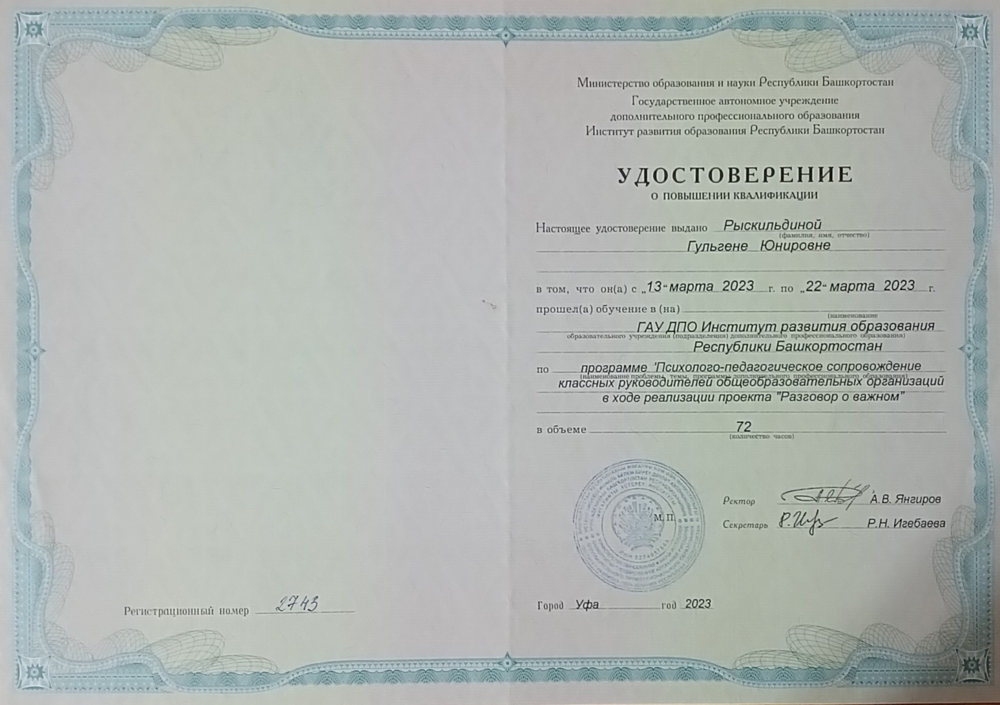 Министерство образования и науки Республики Башкортостан
Государственное автономное учреждение
дополнительного профессионального образования
Институт развития образования Республики Башкортостан
УДОСТОВЕРЕНИЕ
О ПОВЫШЕНИИ КВАЛИФИКАЦИИ
Настоящее удостоверение выдано Рыскильдиной
(фамилия, имя, отчество)
Гульгене Юнировне
в том, что он(а) с „13“ марта 2023 г. по „22“ марта 2023 г.
прошел(а) обучение в (на)
(наименование
ГАУ ДПО Институт развития образования
образовательного учреждения (подразделения) дополнительного профессионального образования)
Республики Башкортостан
по программе 'Психолого-педагогическое сопровождение
(наименование проблемы, темы, программы дополнительного профессионального образования)
классных руководителей общеобразовательных организаций
в ходе реализации проекта "Разговор о важном"
в объеме 72
(количество часов)
М.П.
Ректор А.В. Янгиров
Секретарь Р.Н. Игебаева
Город Уфа год 2023
Регистрационный номер 2743